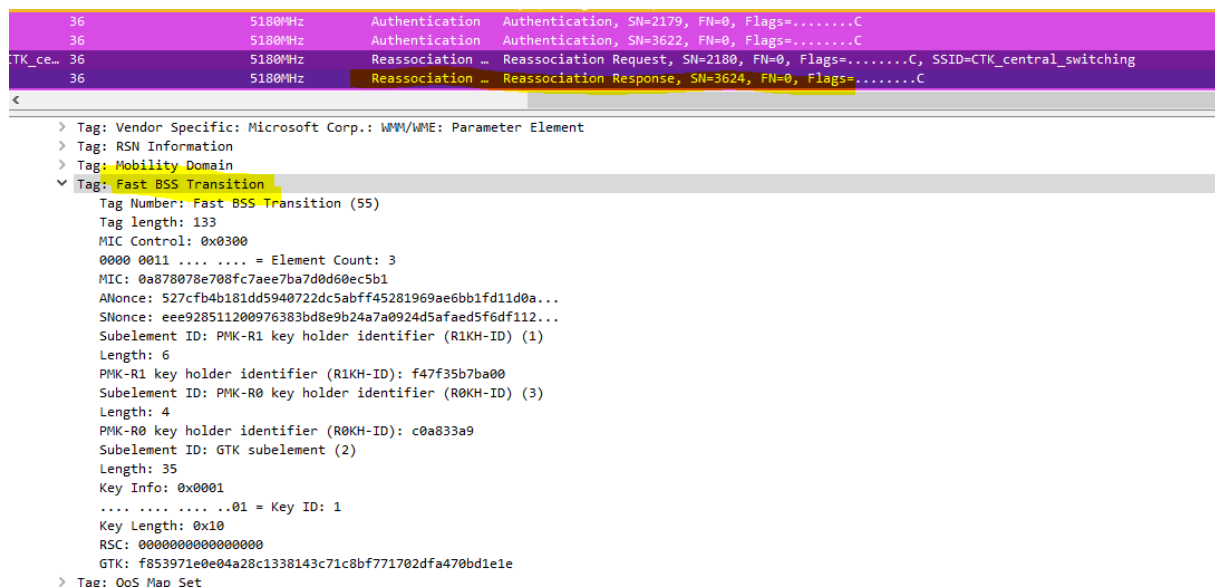 36 5180MHz Authentication Authentication, SN=2179, FN=0, Flags=........C
36 5180MHz Authentication Authentication, SN=3622, FN=0, Flags=........C
TK_ce… 36 5180MHz Reassociation … Reassociation Request, SN=2180, FN=0, Flags=........C, SSID=CTK_central_switching
36 5180MHz Reassociation … Reassociation Response, SN=3624, FN=0, Flags=........C
> Tag: Vendor Specific: Microsoft Corp.: WMM/WME: Parameter Element
> Tag: RSN Information
> Tag: Mobility Domain
Tag: Fast BSS Transition
Tag Number: Fast BSS Transition (55)
Tag length: 133
MIC Control: 0x0300
0000 0011 .... .... = Element Count: 3
MIC: 0a878078e708fc7aee7ba7d0d60ec5b1
ANonce: 527cfb4b181dd5940722dc5abff45281969ae6bb1fd11d0a...
SNonce: eee928511200976383bd8e9b24a7a0924d5afaed5f6df112...
Subelement ID: PMK-R1 key holder identifier (R1KH-ID) (1)
Length: 6
PMK-R1 key holder identifier (R1KH-ID): f47f35b7ba00
Subelement ID: PMK-R0 key holder identifier (R0KH-ID) (3)
Length: 4
PMK-R0 key holder identifier (R0KH-ID): c0a833a9
Subelement ID: GTK subelement (2)
Length: 35
Key Info: 0x0001
.... .... .... ..01 = Key ID: 1
Key Length: 0x10
RSC: 0000000000000000
GTK: f853971e0e04a28c1338143c71c8bf771702dfa470bd1e1e
> Tag: QoS Map Set